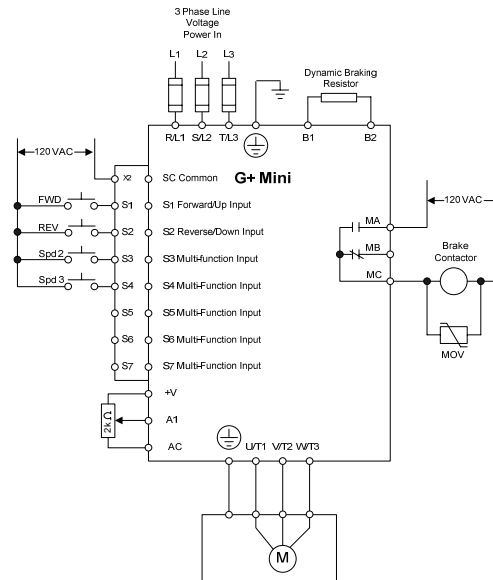 3 Phase Line
Voltage
Power In
L1 L2 L3
Dynamic Braking
Resistor
R/L1 S/L2 T/L3 B1 B2
120 VAC
X2 SC Common G+ Mini
120 VAC
FWD S1 S1 Forward/Up Input
MA
REV S2 S2 Reverse/Down Input
MB
Brake
Contactor
Spd 2 S3 S3 Multi-function Input
MC
Spd 3 S4 S4 Multi-Function Input
S5 S5 Multi-Function Input
S6 S6 Multi-Function Input
MOV
S7 S7 Multi-Function Input
+V
2k Ω
A1
AC
U/T1 V/T2 W/T3
M